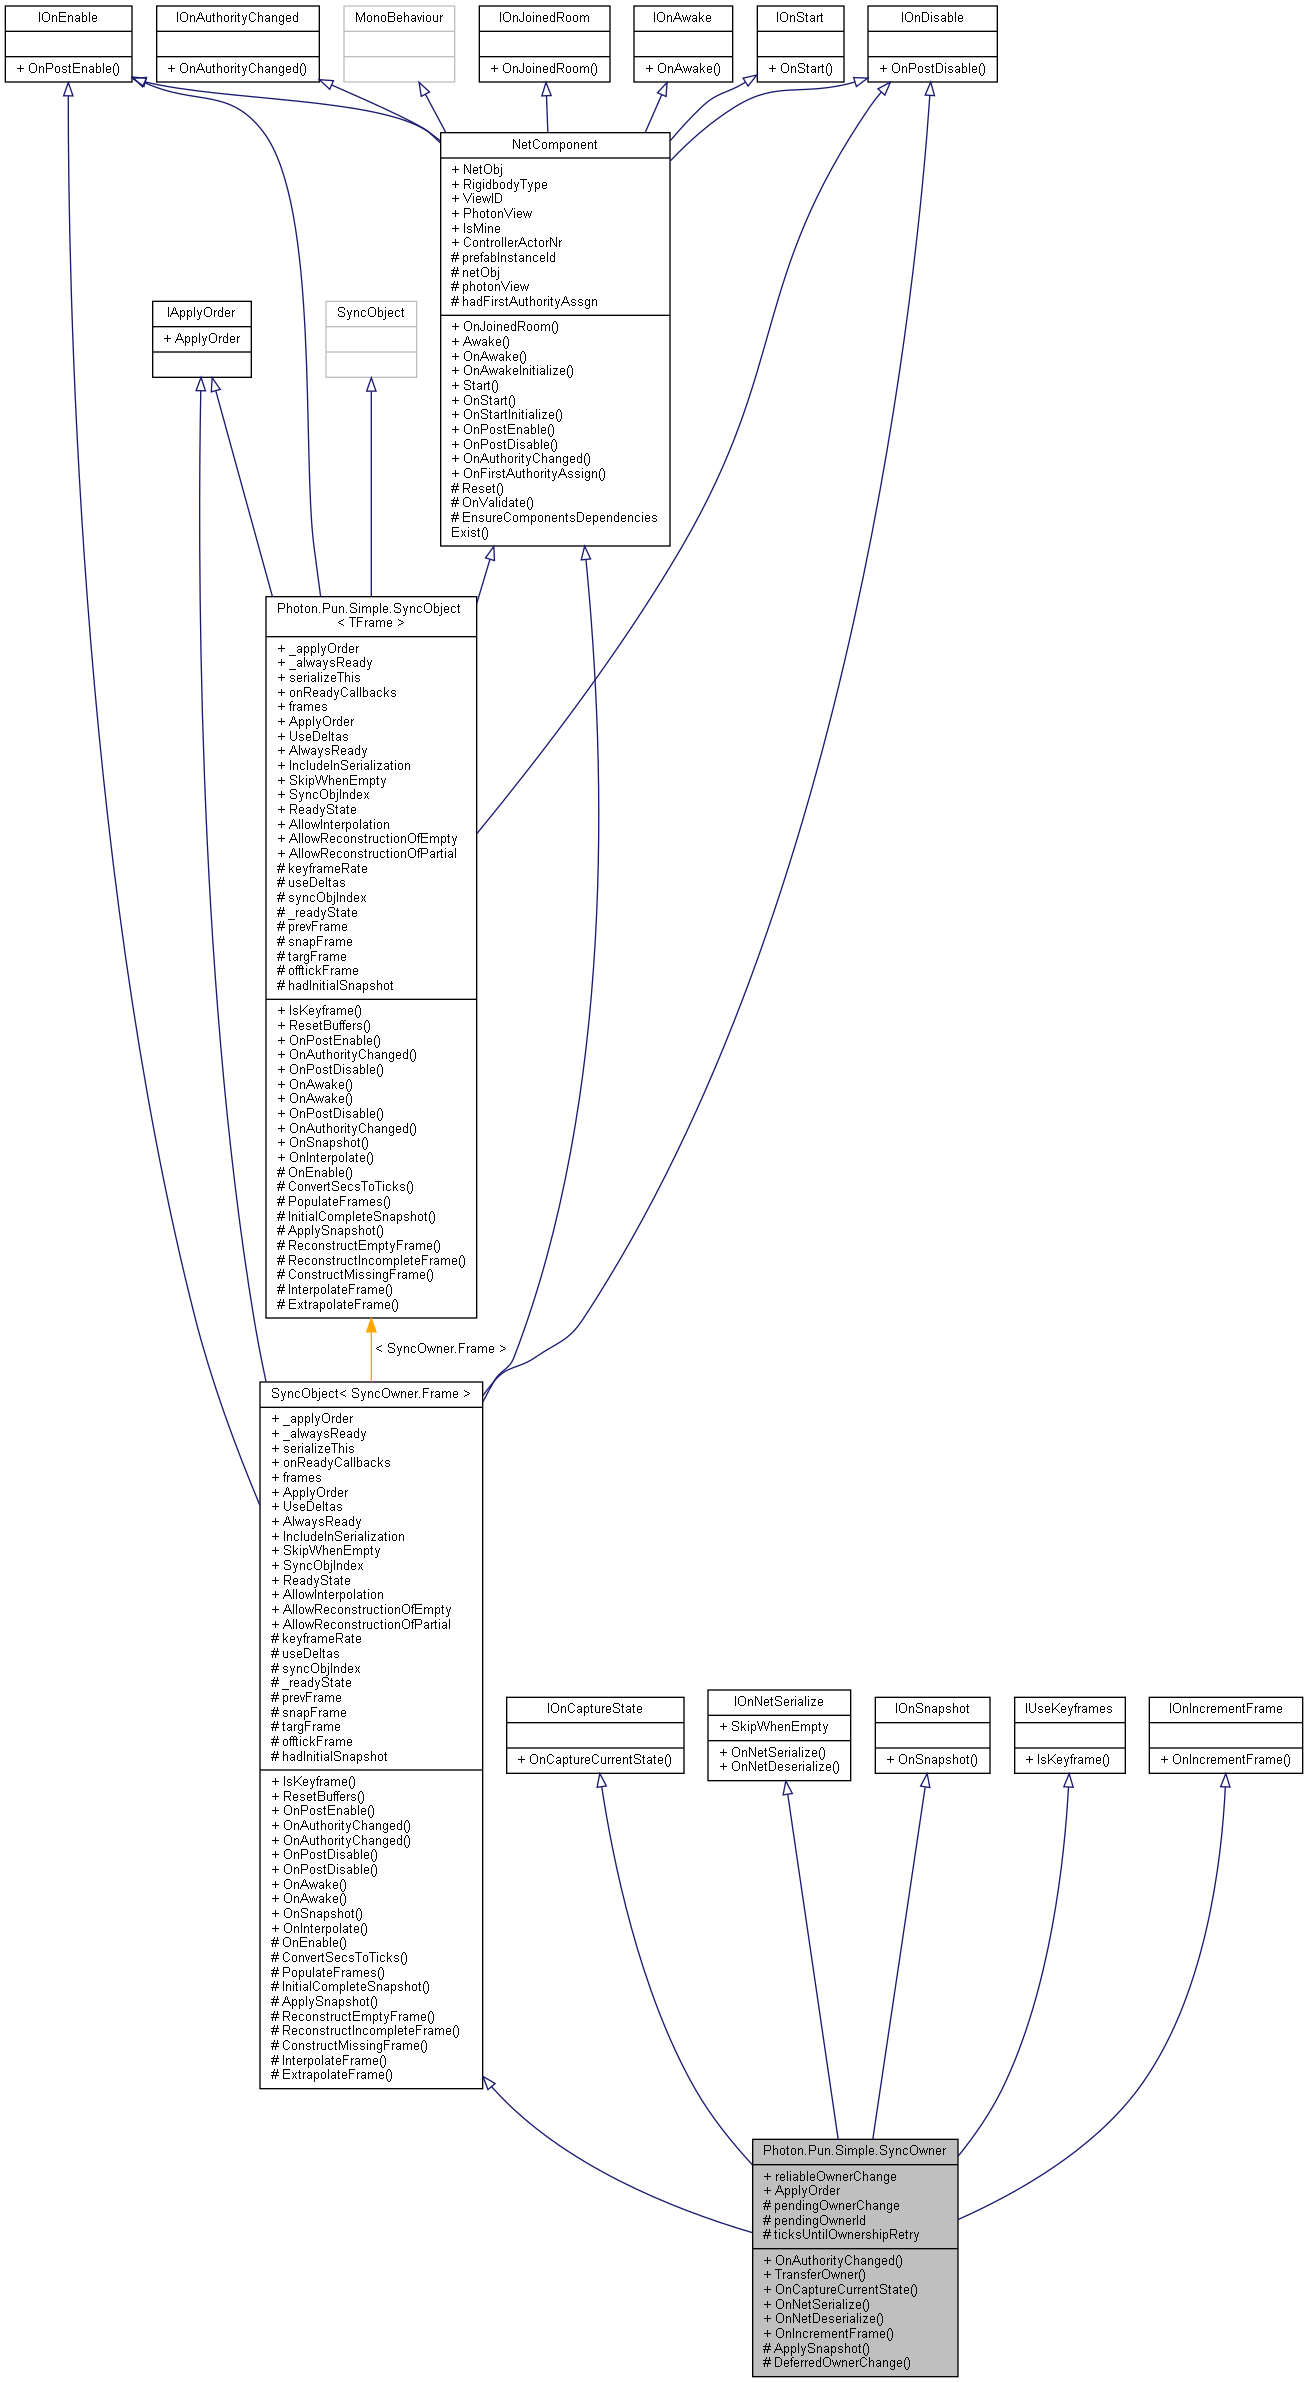 IOnEnable
+ OnPostEnable()
IOnAuthorityChanged
+ OnAuthorityChanged()
MonoBehaviour
IOnJoinedRoom
+ OnJoinedRoom()
IOnAwake
+ OnAwake()
IOnStart
+ OnStart()
IOnDisable
+ OnPostDisable()
NetComponent
+ NetObj
+ RigidbodyType
+ ViewID
+ PhotonView
+ IsMine
+ ControllerActorNr
# prefabInstanceId
# netObj
# photonView
# hadFirstAuthorityAssgn
+ OnJoinedRoom()
+ Awake()
+ OnAwake()
+ OnAwakeInitialize()
+ Start()
+ OnStart()
+ OnStartInitialize()
+ OnPostEnable()
+ OnPostDisable()
+ OnAuthorityChanged()
+ OnFirstAuthorityAssign()
# Reset()
# OnValidate()
# EnsureComponentsDependencies
Exist()
IApplyOrder
+ ApplyOrder
SyncObject
Photon.Pun.Simple.SyncObject
< TFrame >
+ _applyOrder
+ _alwaysReady
+ serializeThis
+ onReadyCallbacks
+ frames
+ ApplyOrder
+ UseDeltas
+ AlwaysReady
+ IncludeInSerialization
+ SkipWhenEmpty
+ SyncObjIndex
+ ReadyState
+ AllowInterpolation
+ AllowReconstructionOfEmpty
+ AllowReconstructionOfPartial
# keyframeRate
# useDeltas
# syncObjIndex
# _readyState
# prevFrame
# snapFrame
# targFrame
# offtickFrame
# hadInitialSnapshot
+ IsKeyframe()
+ ResetBuffers()
+ OnPostEnable()
+ OnAuthorityChanged()
+ OnPostDisable()
+ OnAwake()
+ OnAwake()
+ OnPostDisable()
+ OnAuthorityChanged()
+ OnSnapshot()
+ OnInterpolate()
# OnEnable()
# ConvertSecsToTicks()
# PopulateFrames()
# InitialCompleteSnapshot()
# ApplySnapshot()
# ReconstructEmptyFrame()
# ReconstructIncompleteFrame()
# ConstructMissingFrame()
# InterpolateFrame()
# ExtrapolateFrame()
< SyncOwner.Frame >
SyncObject< SyncOwner.Frame >
+ _applyOrder
+ _alwaysReady
+ serializeThis
+ onReadyCallbacks
+ frames
+ ApplyOrder
+ UseDeltas
+ AlwaysReady
+ IncludeInSerialization
+ SkipWhenEmpty
+ SyncObjIndex
+ ReadyState
+ AllowInterpolation
+ AllowReconstructionOfEmpty
+ AllowReconstructionOfPartial
# keyframeRate
# useDeltas
# syncObjIndex
# _readyState
# prevFrame
# snapFrame
# targFrame
# offtickFrame
# hadInitialSnapshot
+ IsKeyframe()
+ ResetBuffers()
+ OnPostEnable()
+ OnAuthorityChanged()
+ OnAuthorityChanged()
+ OnPostDisable()
+ OnPostDisable()
+ OnAwake()
+ OnAwake()
+ OnSnapshot()
+ OnInterpolate()
# OnEnable()
# ConvertSecsToTicks()
# PopulateFrames()
# InitialCompleteSnapshot()
# ApplySnapshot()
# ReconstructEmptyFrame()
# ReconstructIncompleteFrame()
# ConstructMissingFrame()
# InterpolateFrame()
# ExtrapolateFrame()
IOnCaptureState
+ OnCaptureCurrentState()
IOnNetSerialize
+ SkipWhenEmpty
+ OnNetSerialize()
+ OnNetDeserialize()
IOnSnapshot
+ OnSnapshot()
IUseKeyframes
+ IsKeyframe()
IOnIncrementFrame
+ OnIncrementFrame()
Photon.Pun.Simple.SyncOwner
+ reliableOwnerChange
+ ApplyOrder
# pendingOwnerChange
# pendingOwnerId
# ticksUntilOwnershipRetry
+ OnAuthorityChanged()
+ TransferOwner()
+ OnCaptureCurrentState()
+ OnNetSerialize()
+ OnNetDeserialize()
+ OnIncrementFrame()
# ApplySnapshot()
# DeferredOwnerChange()